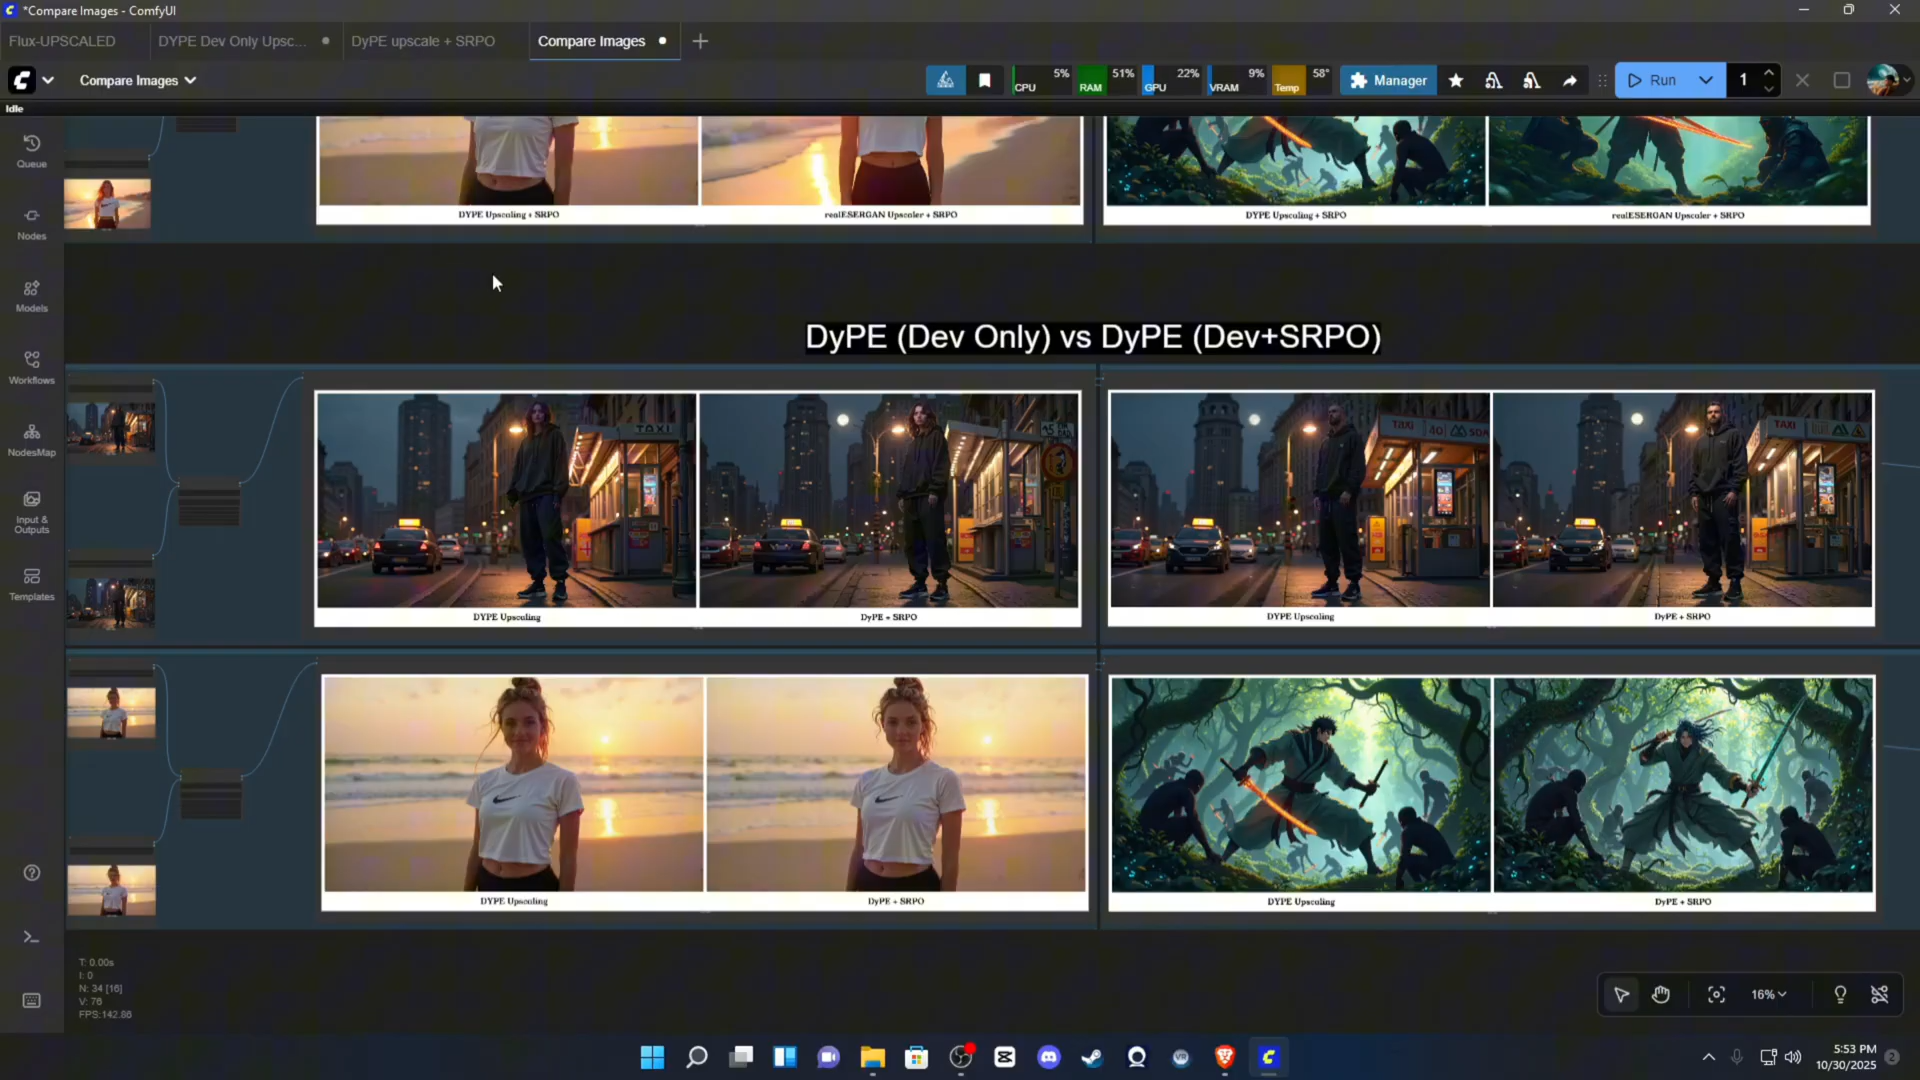 *Compare Images - ComfyUI
Flux-UPSCALED
DYPE Dev Only Upsc...
DyPE upscale + SRPO
Compare Images
Compare Images
CPU 5%
RAM 51%
GPU 22%
VRAM 9%
Temp 58°
Manager
Run
1
Idle
Queue
Nodes
Models
Workflows
NodesMap
Input & Outputs
Templates
DYPE Upscaling + SRPO
realESERGAN Upscaler + SRPO
DYPE Upscaling + SRPO
realESERGAN Upscaler + SRPO
DyPE (Dev Only) vs DyPE (Dev+SRPO)
TAXI
TAXI
TAXI
DYPE Upscaling
DyPE + SRPO
DYPE Upscaling
DyPE + SRPO
DYPE Upscaling
DyPE + SRPO
DYPE Upscaling
DyPE + SRPO
T: 0.00s
I: 0
N: 34 [16]
V: 76
FPS:142.86
16%
5:53 PM
10/30/2025
2